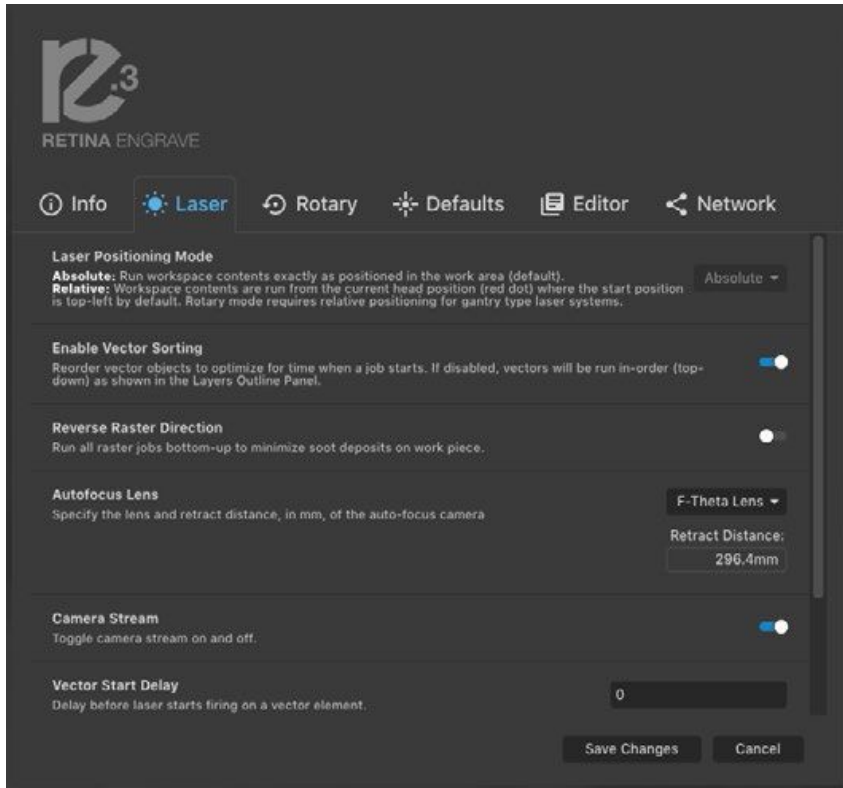 re.3
RETINA ENGRAVE
Info Laser Rotary Defaults Editor Network
Laser Positioning Mode
Absolute: Run workspace contents exactly as positioned in the work area (default).
Relative: Workspace contents are run from the current head position (red dot) where the start position
is top-left by default. Rotary mode requires relative positioning for gantry type laser systems.
Absolute
Enable Vector Sorting
Reorder vector objects to optimize for time when a job starts. If disabled, vectors will be run in-order (top-
down) as shown in the Layers Outline Panel.
Reverse Raster Direction
Run all raster jobs bottom-up to minimize soot deposits on work piece.
Autofocus Lens
Specify the lens and retract distance, in mm, of the auto-focus camera
F-Theta Lens
Retract Distance:
296.4mm
Camera Stream
Toggle camera stream on and off.
Vector Start Delay
Delay before laser starts firing on a vector element.
0
Save Changes Cancel